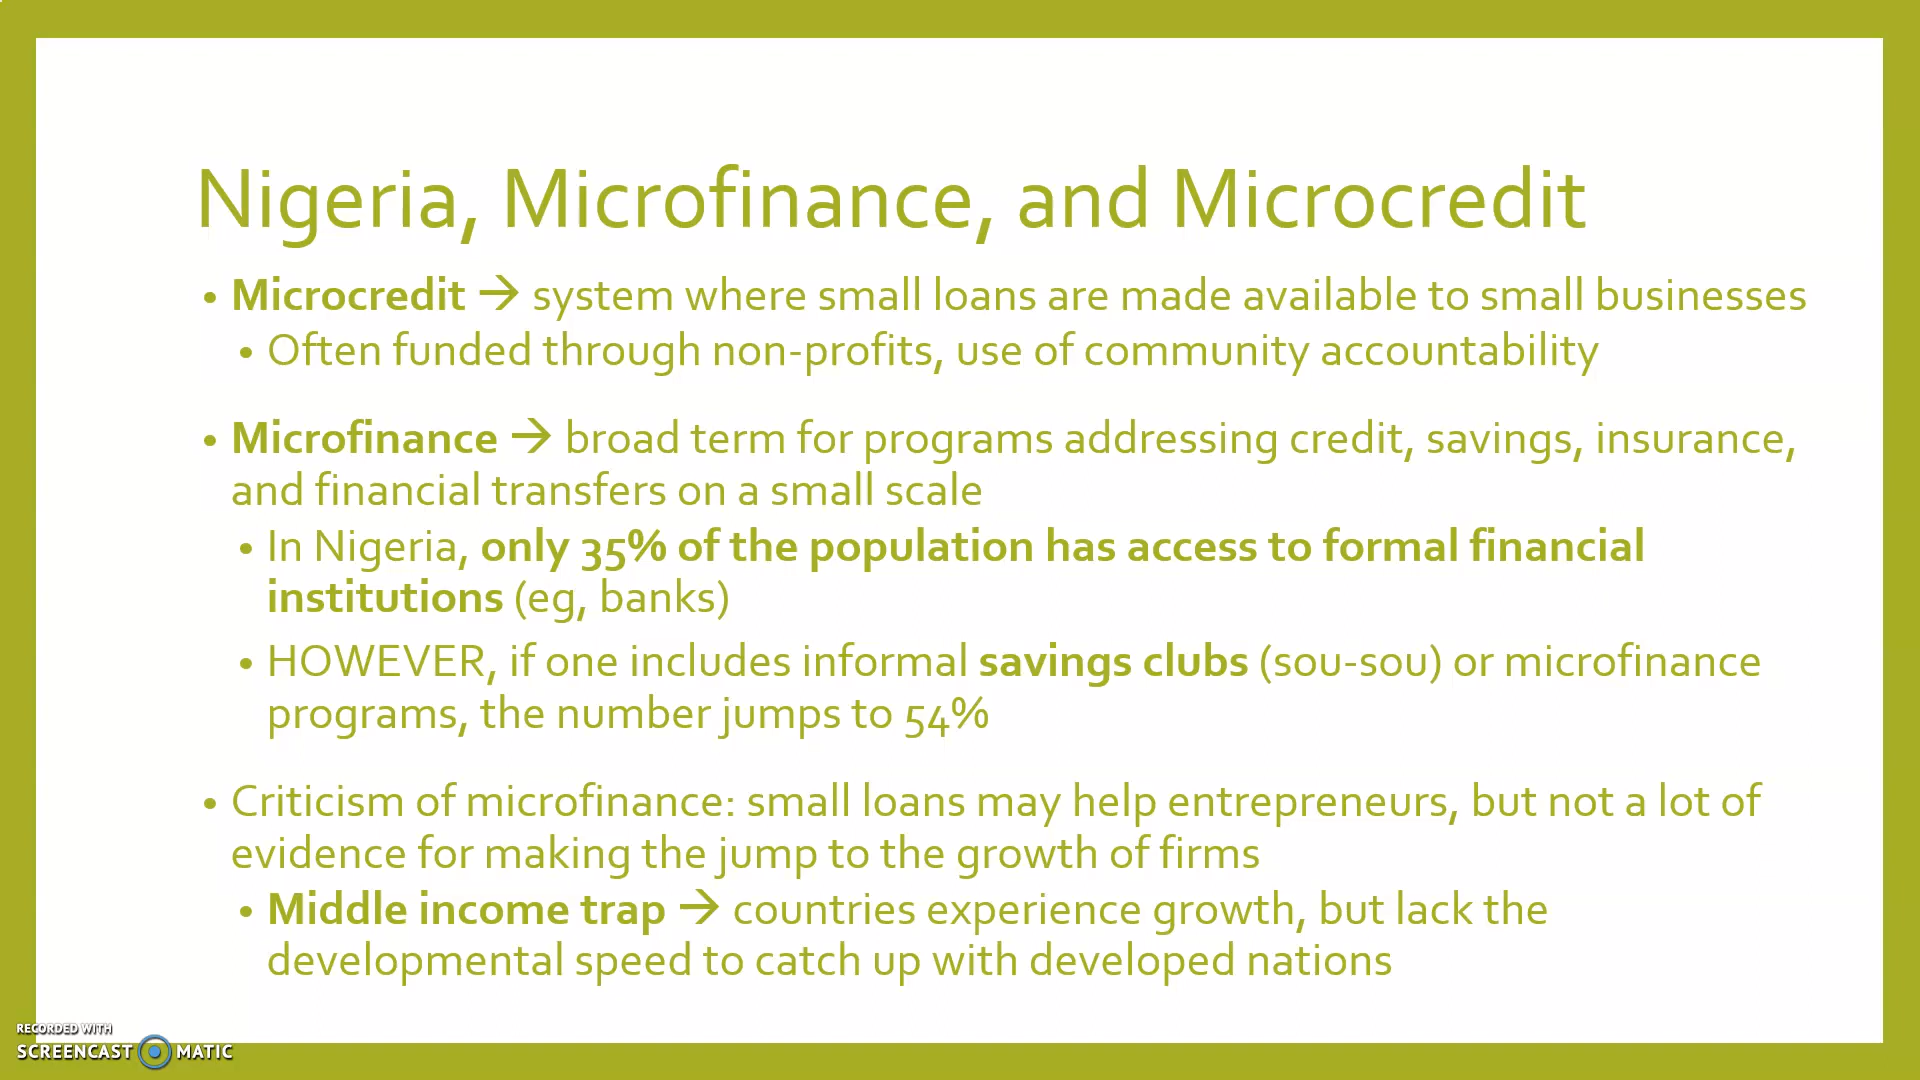 Nigeria, Microfinance, and Microcredit
• Microcredit → system where small loans are made available to small businesses
• Often funded through non-profits, use of community accountability
• Microfinance → broad term for programs addressing credit, savings, insurance,
and financial transfers on a small scale
• In Nigeria, only 35% of the population has access to formal financial
institutions (eg, banks)
• HOWEVER, if one includes informal savings clubs (sou-sou) or microfinance
programs, the number jumps to 54%
• Criticism of microfinance: small loans may help entrepreneurs, but not a lot of
evidence for making the jump to the growth of firms
• Middle income trap → countries experience growth, but lack the
developmental speed to catch up with developed nations
RECORDED WITH
SCREENCAST MATIC